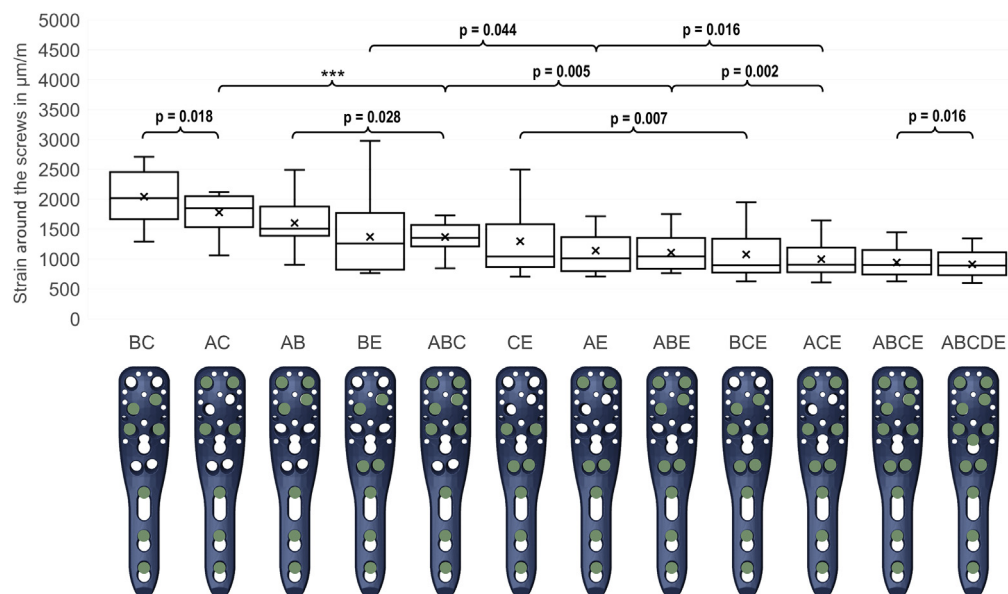 5000
4500
4000
3500
3000
2500
2000
1500
1000
500
0
Strain around the screws in µm/m
p = 0.044
p = 0.016
***
p = 0.005
p = 0.002
p = 0.018
p = 0.028
p = 0.007
p = 0.016
BC AC AB BE ABC CE AE ABE BCE ACE ABCE ABCDE